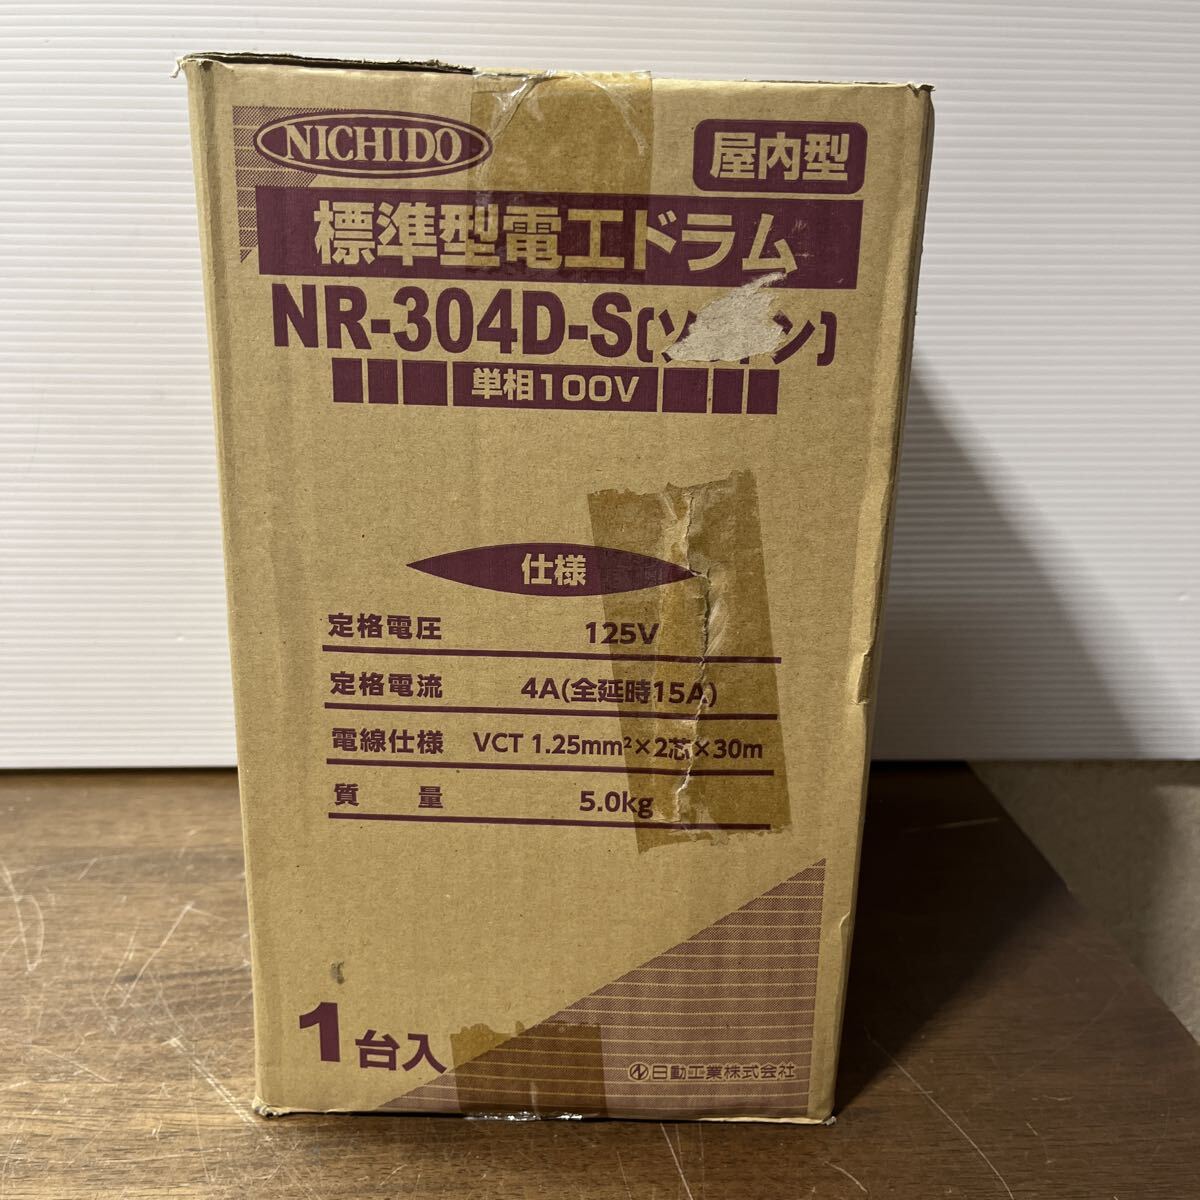 NICHIDO
屋内型
標準型電工ドラム
NR-304D-S(ソ ン)
単相100V
仕様
定格電圧 125V
定格電流 4A(全延時15A)
電線仕様 VCT 1.25mm²×2芯×30m
質量 5.0kg
1台入
日動工業株式会社